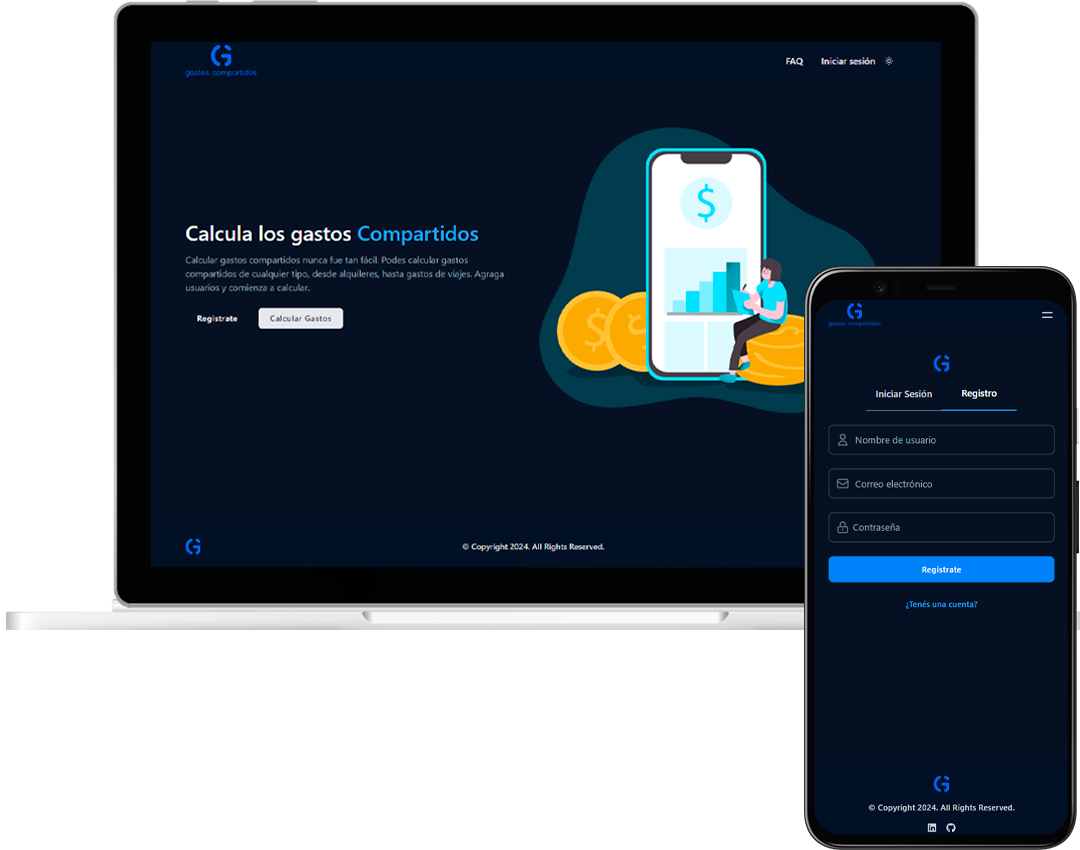 gastos compartidos
FAQ
Iniciar sesión
Calcula los gastos Compartidos
Calcular gastos compartidos nunca fue tan fácil. Podes calcular gastos
compartidos de cualquier tipo, desde alquileres, hasta gastos de viajes. Agraga
usuarios y comienza a calcular.
Registrate
Calcular Gastos
$
$
© Copyright 2024. All Rights Reserved.
gastos compartidos
Iniciar Sesión
Registro
Nombre de usuario
Correo electrónico
Contraseña
Registrate
¿Tenés una cuenta?
© Copyright 2024. All Rights Reserved.